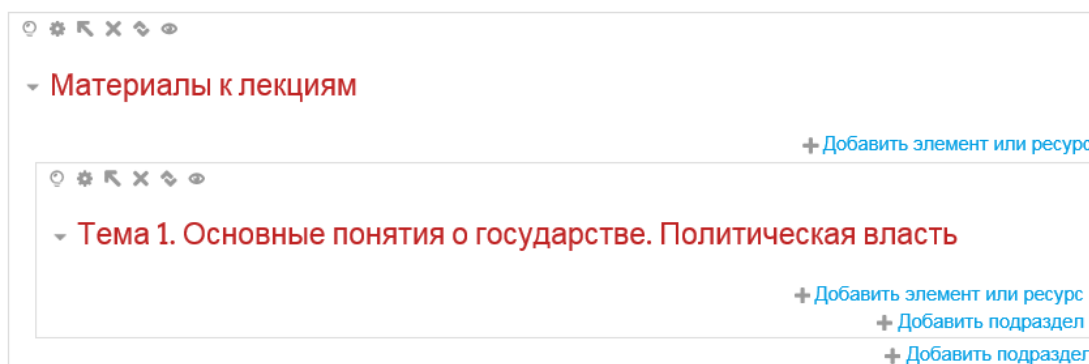 Материалы к лекциям
Добавить элемент или ресурс
Тема 1. Основные понятия о государстве. Политическая власть
Добавить элемент или ресурс
Добавить подраздел
Добавить подраздел